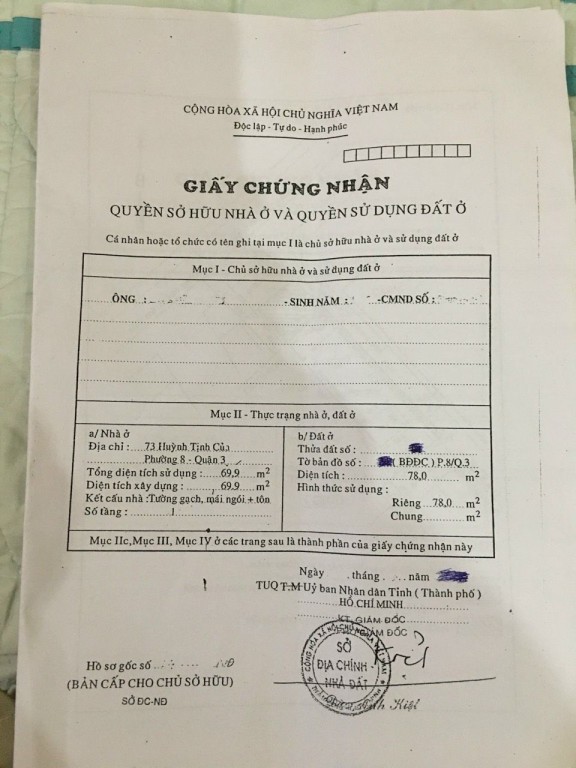 CỘNG HÒA XÃ HỘI CHỦ NGHĨA VIỆT NAM
Độc lập - Tự do - Hạnh phúc
GIẤY CHỨNG NHẬN
QUYỀN SỞ HỮU NHÀ Ở VÀ QUYỀN SỬ DỤNG ĐẤT Ở
Cá nhân hoặc tổ chức có tên ghi tại mục I là chủ sở hữu nhà ở và sử dụng đất ở
Mục I - Chủ sở hữu nhà ở và sử dụng đất ở
ÔNG : - SINH NĂM : -CMND SỐ :
Mục II - Thực trạng nhà ở, đất ở
a/ Nhà ở
Địa chỉ : 73 Huỳnh Tịnh Của
Phường 8 - Quận 3
Tổng diện tích sử dụng : 69,9 m2
Diện tích xây dựng : 69.9 m2
Kết cấu nhà :Tường gạch, mái ngói + tôn
Số tầng : 1
b/ Đất ở
Thửa đất số :
Tờ bản đồ số : ( BĐĐC ) P.8/Q.3
Diện tích : 78,0 m2
Hình thức sử dụng :
Riêng 78,0 m2
Chung m2
Mục IIc,Mục III, Mục IV ở các trang sau là thành phần của giấy chứng nhận này
Ngày tháng năm
TUQ T.M Uỷ ban Nhân dân Tỉnh ( Thành phố )
HỒ CHÍ MINH
KT. GIÁM ĐỐC
GIÁM ĐỐC
SỞ
ĐỊA CHÍNH
NHÀ ĐẤT
Kiệt
Hồ sơ gốc số
(BẢN CẤP CHO CHỦ SỞ HỮU)
SỞ ĐC-NĐ